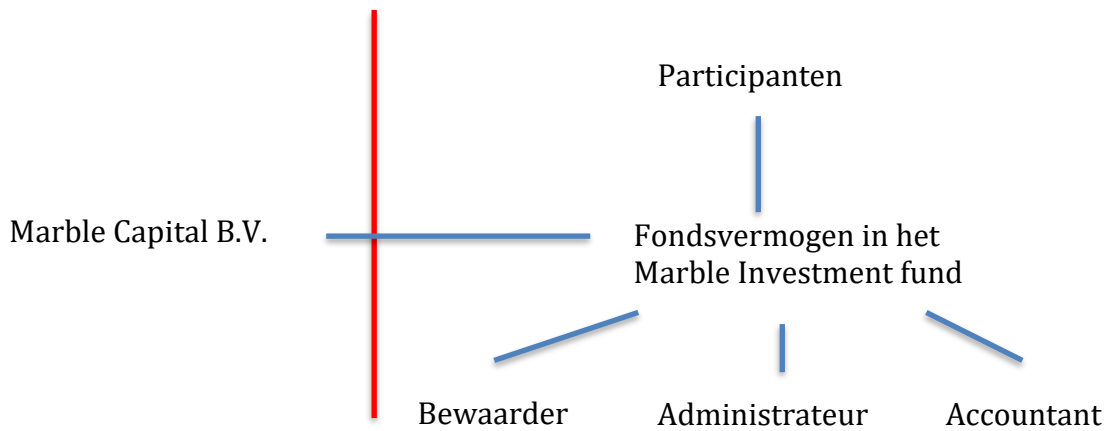 Participanten
Marble Capital B.V.
Fondsvermogen in het
Marble Investment fund
Bewaarder
Administrateur
Accountant